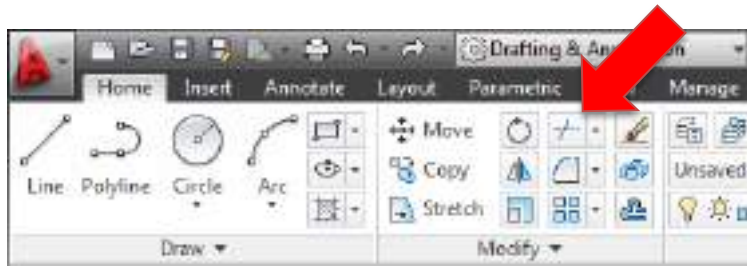 Drafting & An
Home Insert Annotate Layout Parametric Manage
Move
Copy Unsaved
Line Polyline Circle Arc
Stretch
Draw Modify